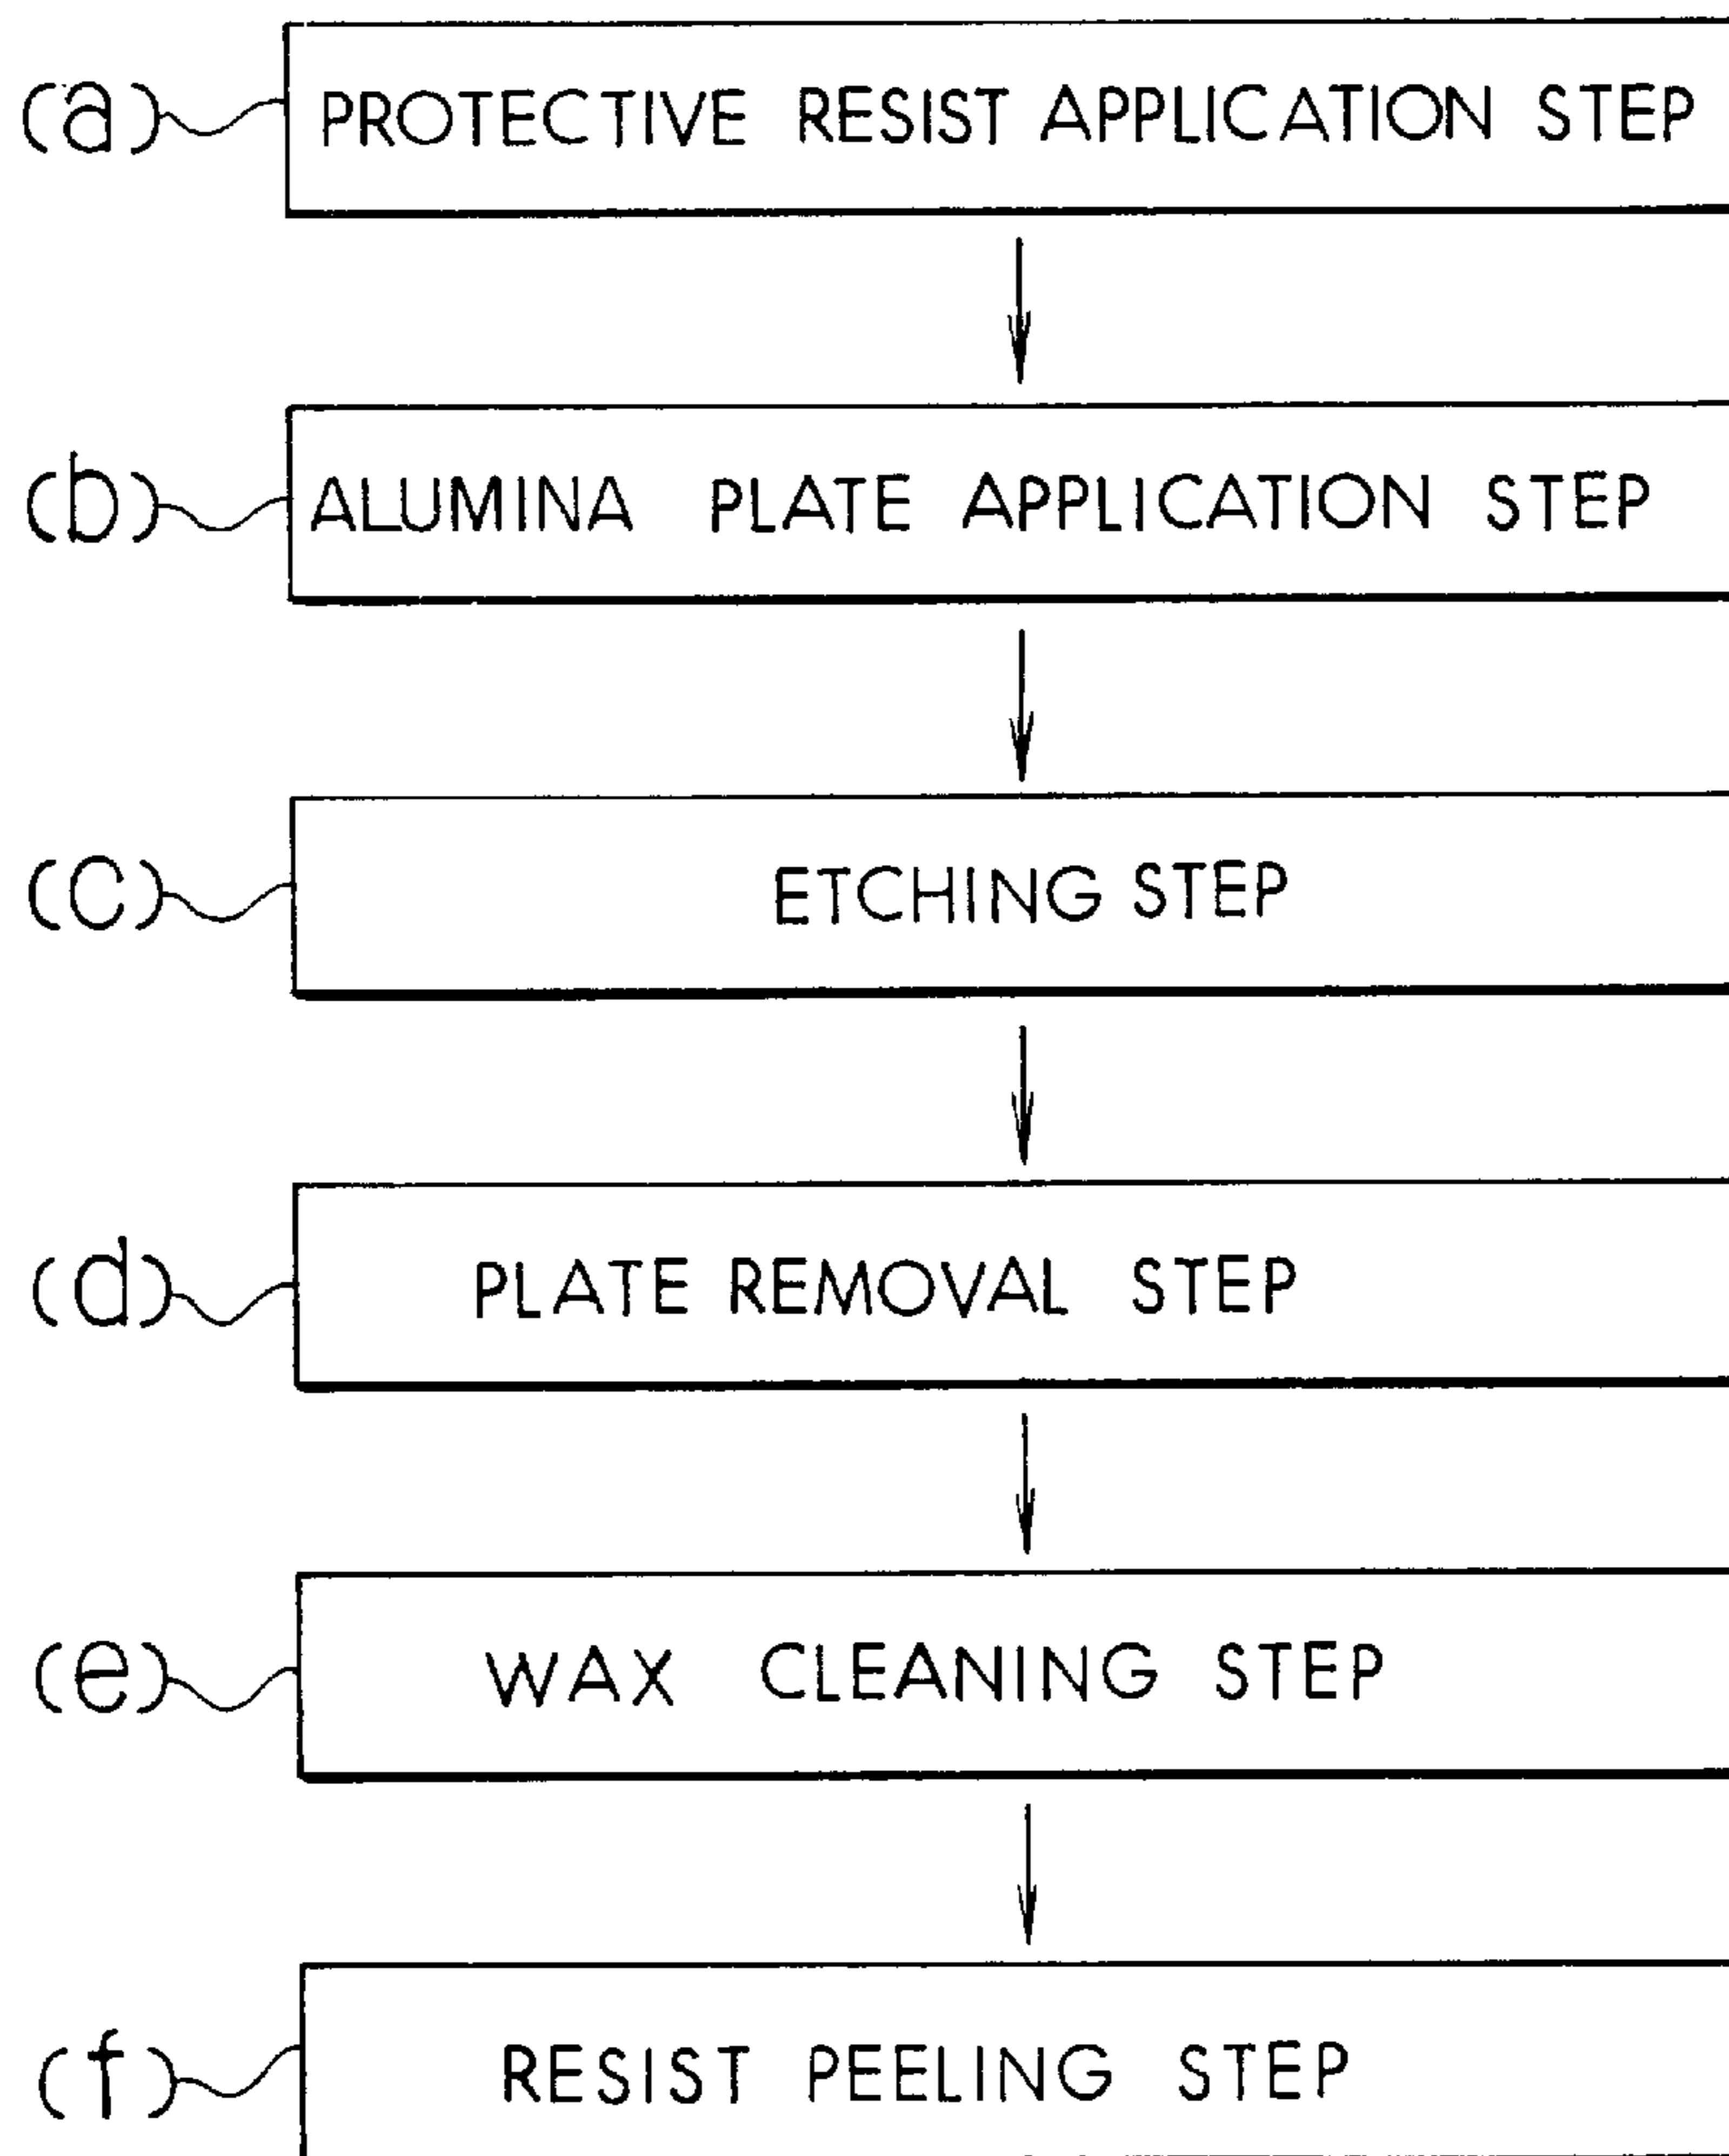 (a) PROTECTIVE RESIST APPLICATION STEP
(b) ALUMINA PLATE APPLICATION STEP
(c) ETCHING STEP
(d) PLATE REMOVAL STEP
(e) WAX CLEANING STEP
(f) RESIST PEELING STEP